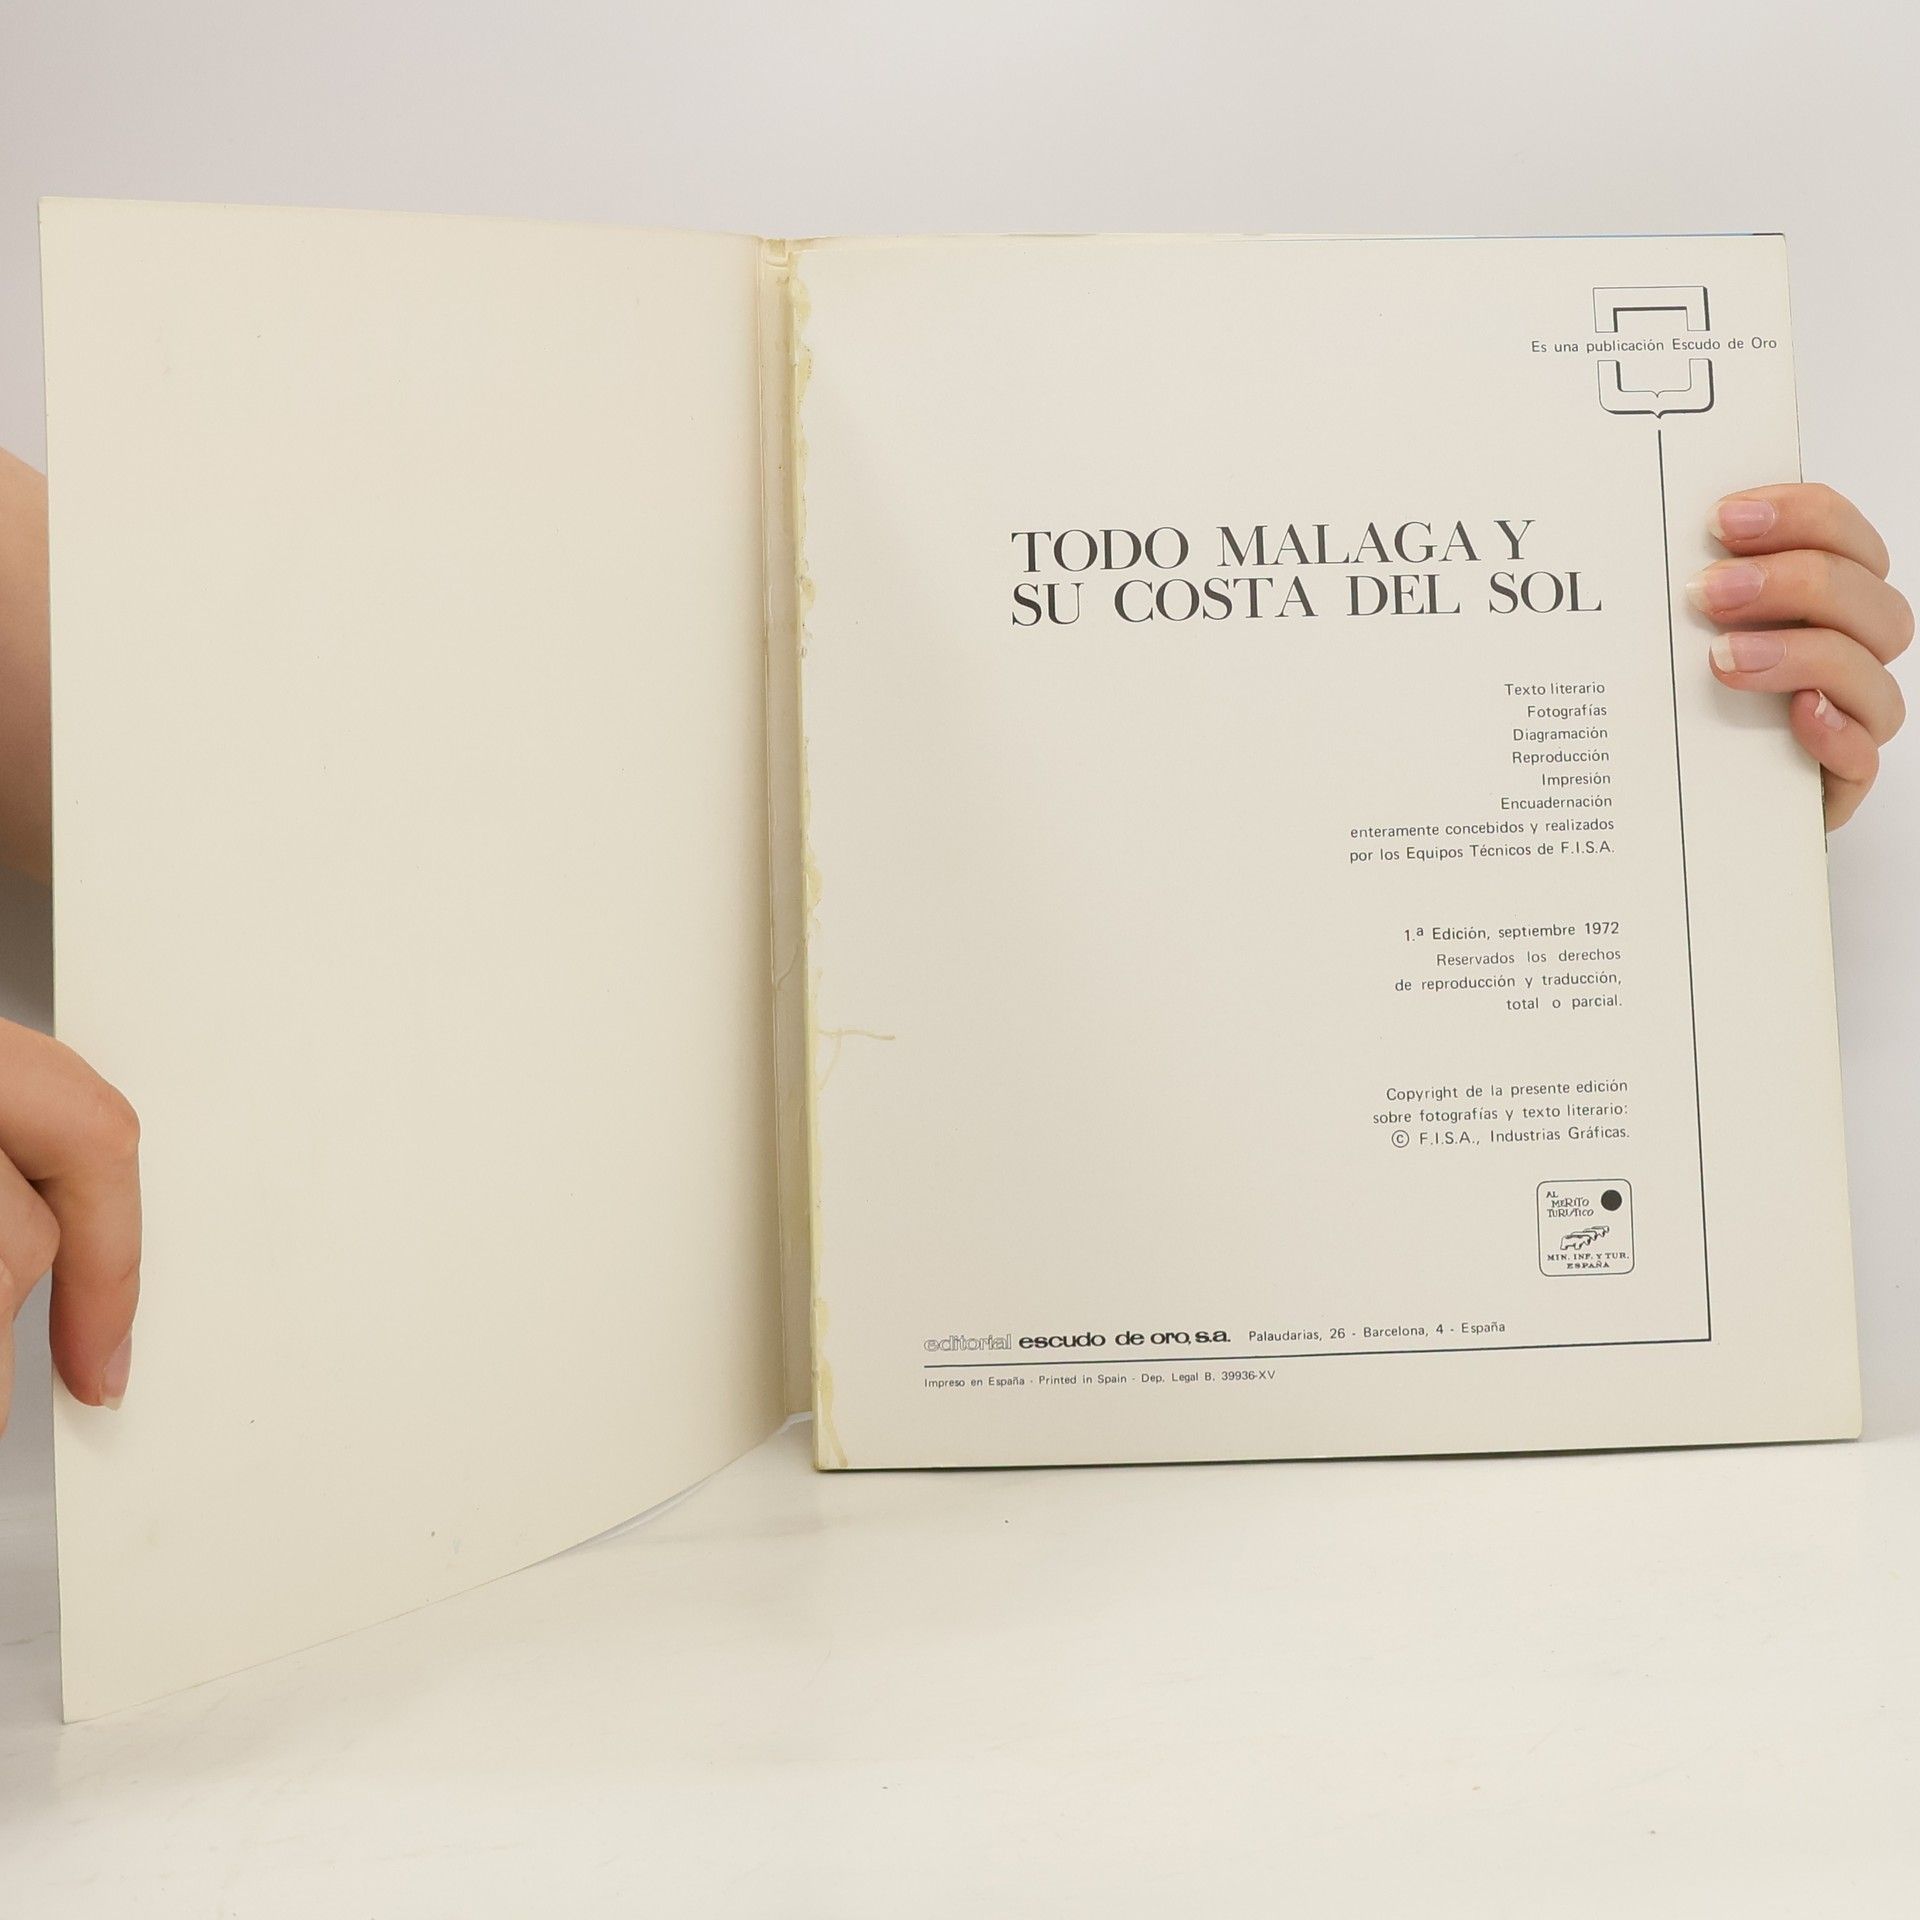 Es una publicación Escudo de Oro
TODO MALAGA Y
SU COSTA DEL SOL
Texto literario
Fotografías
Diagramación
Reproducción
Impresión
Encuadernación
enteramente concebidos y realizados
por los Equipos Técnicos de F.I.S.A.
1.ª Edición, septiembre 1972
Reservados los derechos
de reproducción y traducción,
total o parcial.
Copyright de la presente edición
sobre fotografías y texto literario:
© F.I.S.A., Industrias Gráficas.
AL
MERITO
TURISTICO
MIN. INF. Y TUR.
ESPAÑA
editorial escudo de oro, s.a. Palaudarias, 26 - Barcelona, 4 - España
Impreso en España - Printed in Spain - Dep. Legal B. 39936-XV